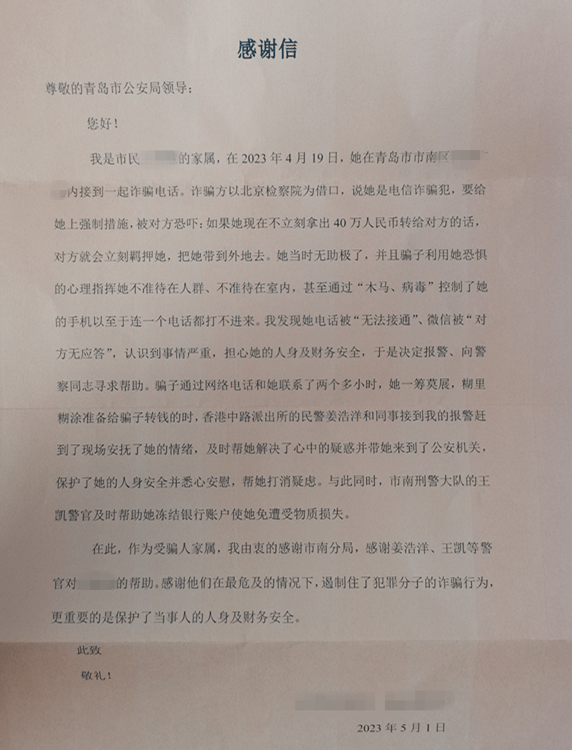 感谢信
尊敬的青岛市公安局领导：
您好！
我是市民 的家属，在 2023 年 4 月 19 日，她在青岛市市南区
内接到一起诈骗电话。诈骗方以北京检察院为借口，说她是电信诈骗犯，要给
她上强制措施，被对方恐吓：如果她现在不立刻拿出 40 万人民币转给对方的话，
对方就会立刻羁押她，把她带到外地去。她当时无助极了，并且骗子利用她恐惧
的心理指挥她不准待在人群、不准待在室内，甚至通过“木马、病毒”控制了她
的手机以至于连一个电话都打不进来。我发现她电话被“无法接通”、微信被“对
方无应答”，认识到事情严重，担心她的人身及财务安全，于是决定报警、向警
察同志寻求帮助。骗子通过网络电话和她联系了两个多小时，她一筹莫展，糊里
糊涂准备给骗子转钱的时，香港中路派出所的民警姜浩洋和同事接到我的报警赶
到了现场安抚了她的情绪，及时帮她解决了心中的疑惑并带她来到了公安机关，
保护了她的人身安全并悉心安慰，帮她打消疑虑。与此同时，市南刑警大队的王
凯警官及时帮助她冻结银行账户使她免遭受物质损失。
在此，作为受骗人家属，我由衷的感谢市南分局，感谢姜浩洋、王凯等警
官对 的帮助。感谢他们在最危及的情况下，遏制住了犯罪分子的诈骗行为，
更重要的是保护了当事人的人身及财务安全。
此致
敬礼！
2023 年 5 月 1 日